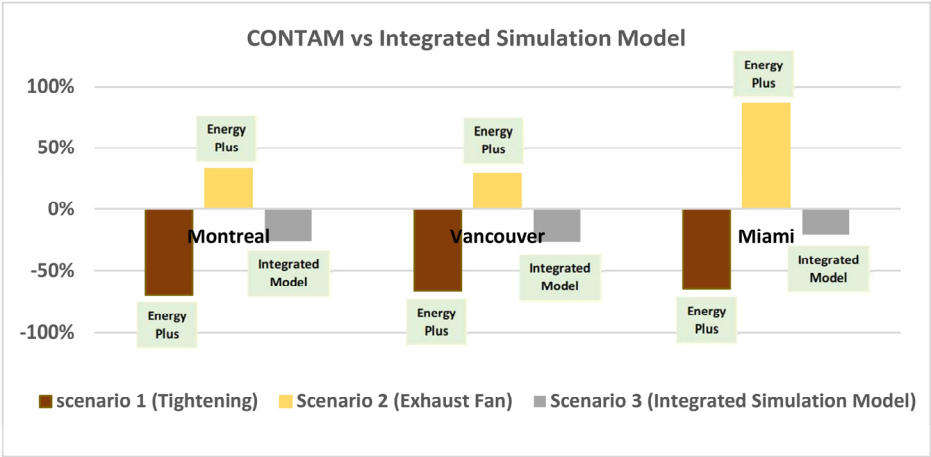 CONTAM vs Integrated Simulation Model
100%
50%
0%
-50%
-100%
Energy
Plus
Energy
Plus
Energy
Plus
Montreal
Vancouver
Miami
Integrated
Model
Integrated
Model
Integrated
Model
Energy
Plus
Energy
Plus
Energy
Plus
scenario 1 (Tightening)
Scenario 2 (Exhaust Fan)
Scenario 3 (Integrated Simulation Model)